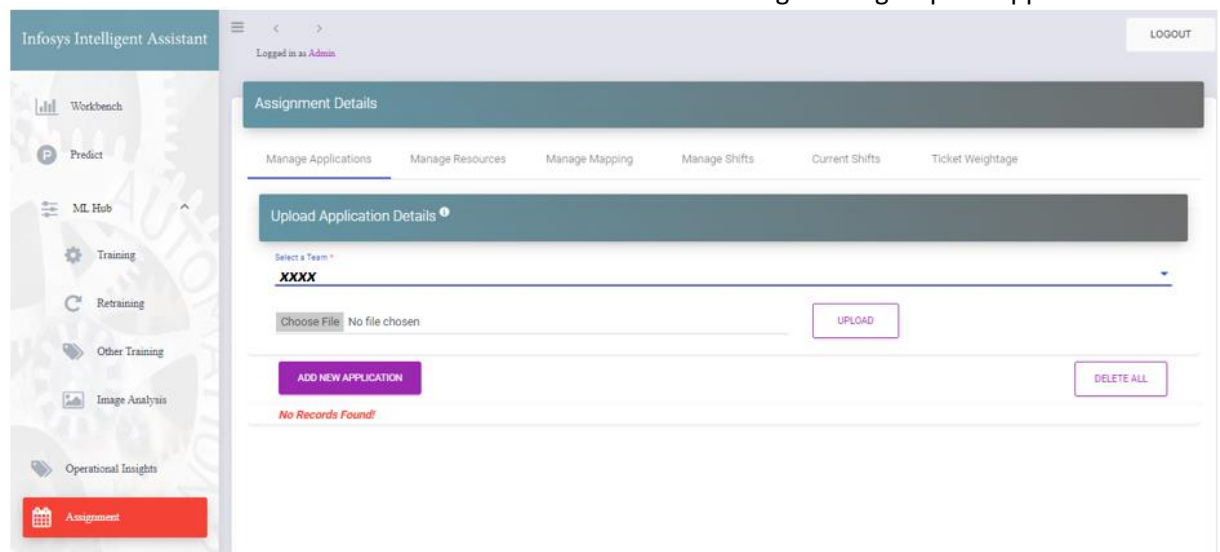 Infosys Intelligent Assistant
LOGOUT
Logged in as Admin
Workbench
Predict
ML Hub
Training
Retraining
Other Training
Image Analysis
Operational Insights
Assignment
Assignment Details
Manage Applications Manage Resources Manage Mapping Manage Shifts Current Shifts Ticket Weightage
Upload Application Details
Select a Team *
XXXX
Choose File No file chosen UPLOAD
ADD NEW APPLICATION DELETE ALL
No Records Found!
AUTOMATION